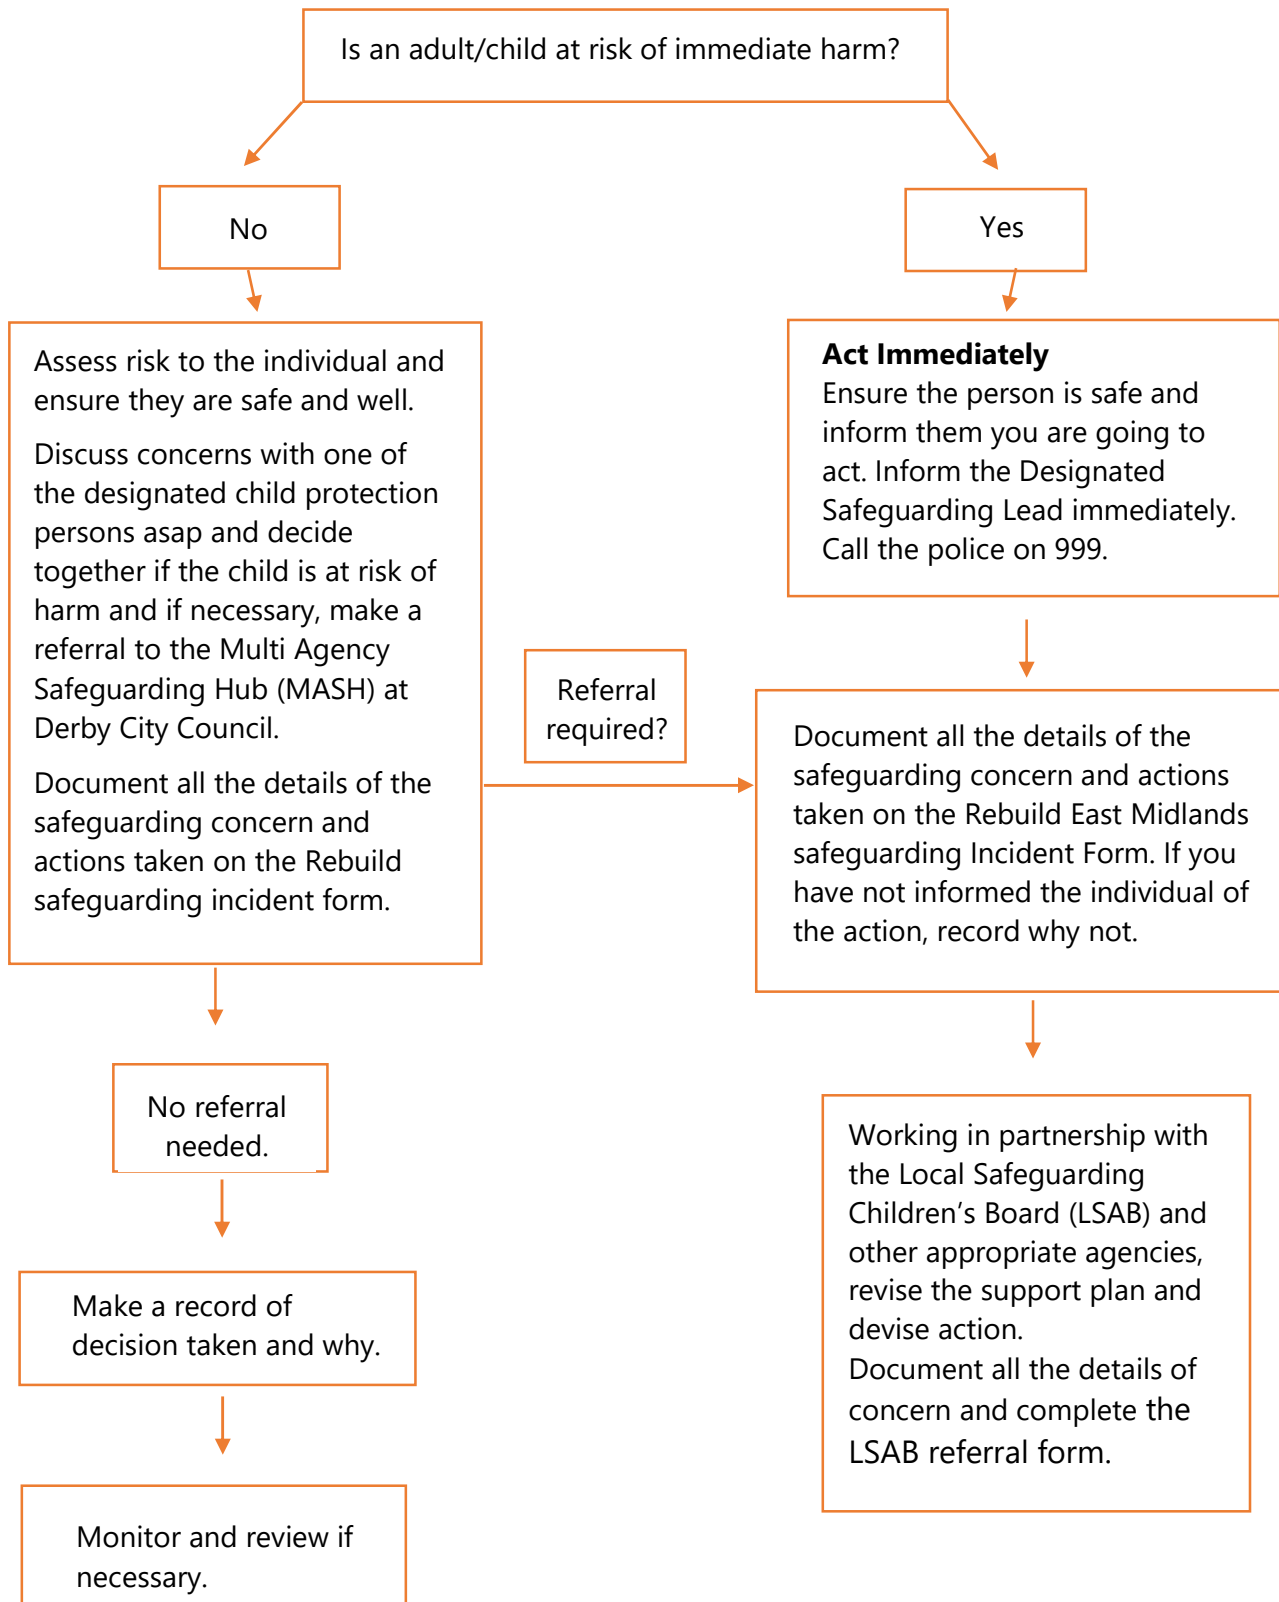 Is an adult/child at risk of immediate harm?
No
Yes
Assess risk to the individual and
ensure they are safe and well.
Discuss concerns with one of
the designated child protection
persons asap and decide
together if the child is at risk of
harm and if necessary, make a
referral to the Multi Agency
Safeguarding Hub (MASH) at
Derby City Council.
Document all the details of the
safeguarding concern and
actions taken on the Rebuild
safeguarding incident form.
Act Immediately
Ensure the person is safe and
inform them you are going to
act. Inform the Designated
Safeguarding Lead immediately.
Call the police on 999.
Referral
required?
Document all the details of the
safeguarding concern and actions
taken on the Rebuild East Midlands
safeguarding Incident Form. If you
have not informed the individual of
the action, record why not.
No referral
needed.
Make a record of
decision taken and why.
Monitor and review if
necessary.
Working in partnership with
the Local Safeguarding
Children’s Board (LSAB) and
other appropriate agencies,
revise the support plan and
devise action.
Document all the details of
concern and complete the
LSAB referral form.